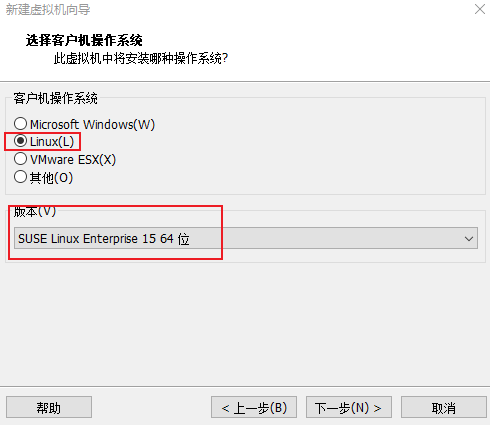 新建虚拟机向导
选择客户机操作系统
此虚拟机中将安装哪种操作系统?
客户机操作系统
Microsoft Windows(W)
Linux(L)
VMware ESX(X)
其他(O)
版本(V)
SUSE Linux Enterprise 15 64 位
帮助
< 上一步(B)
下一步(N) >
取消